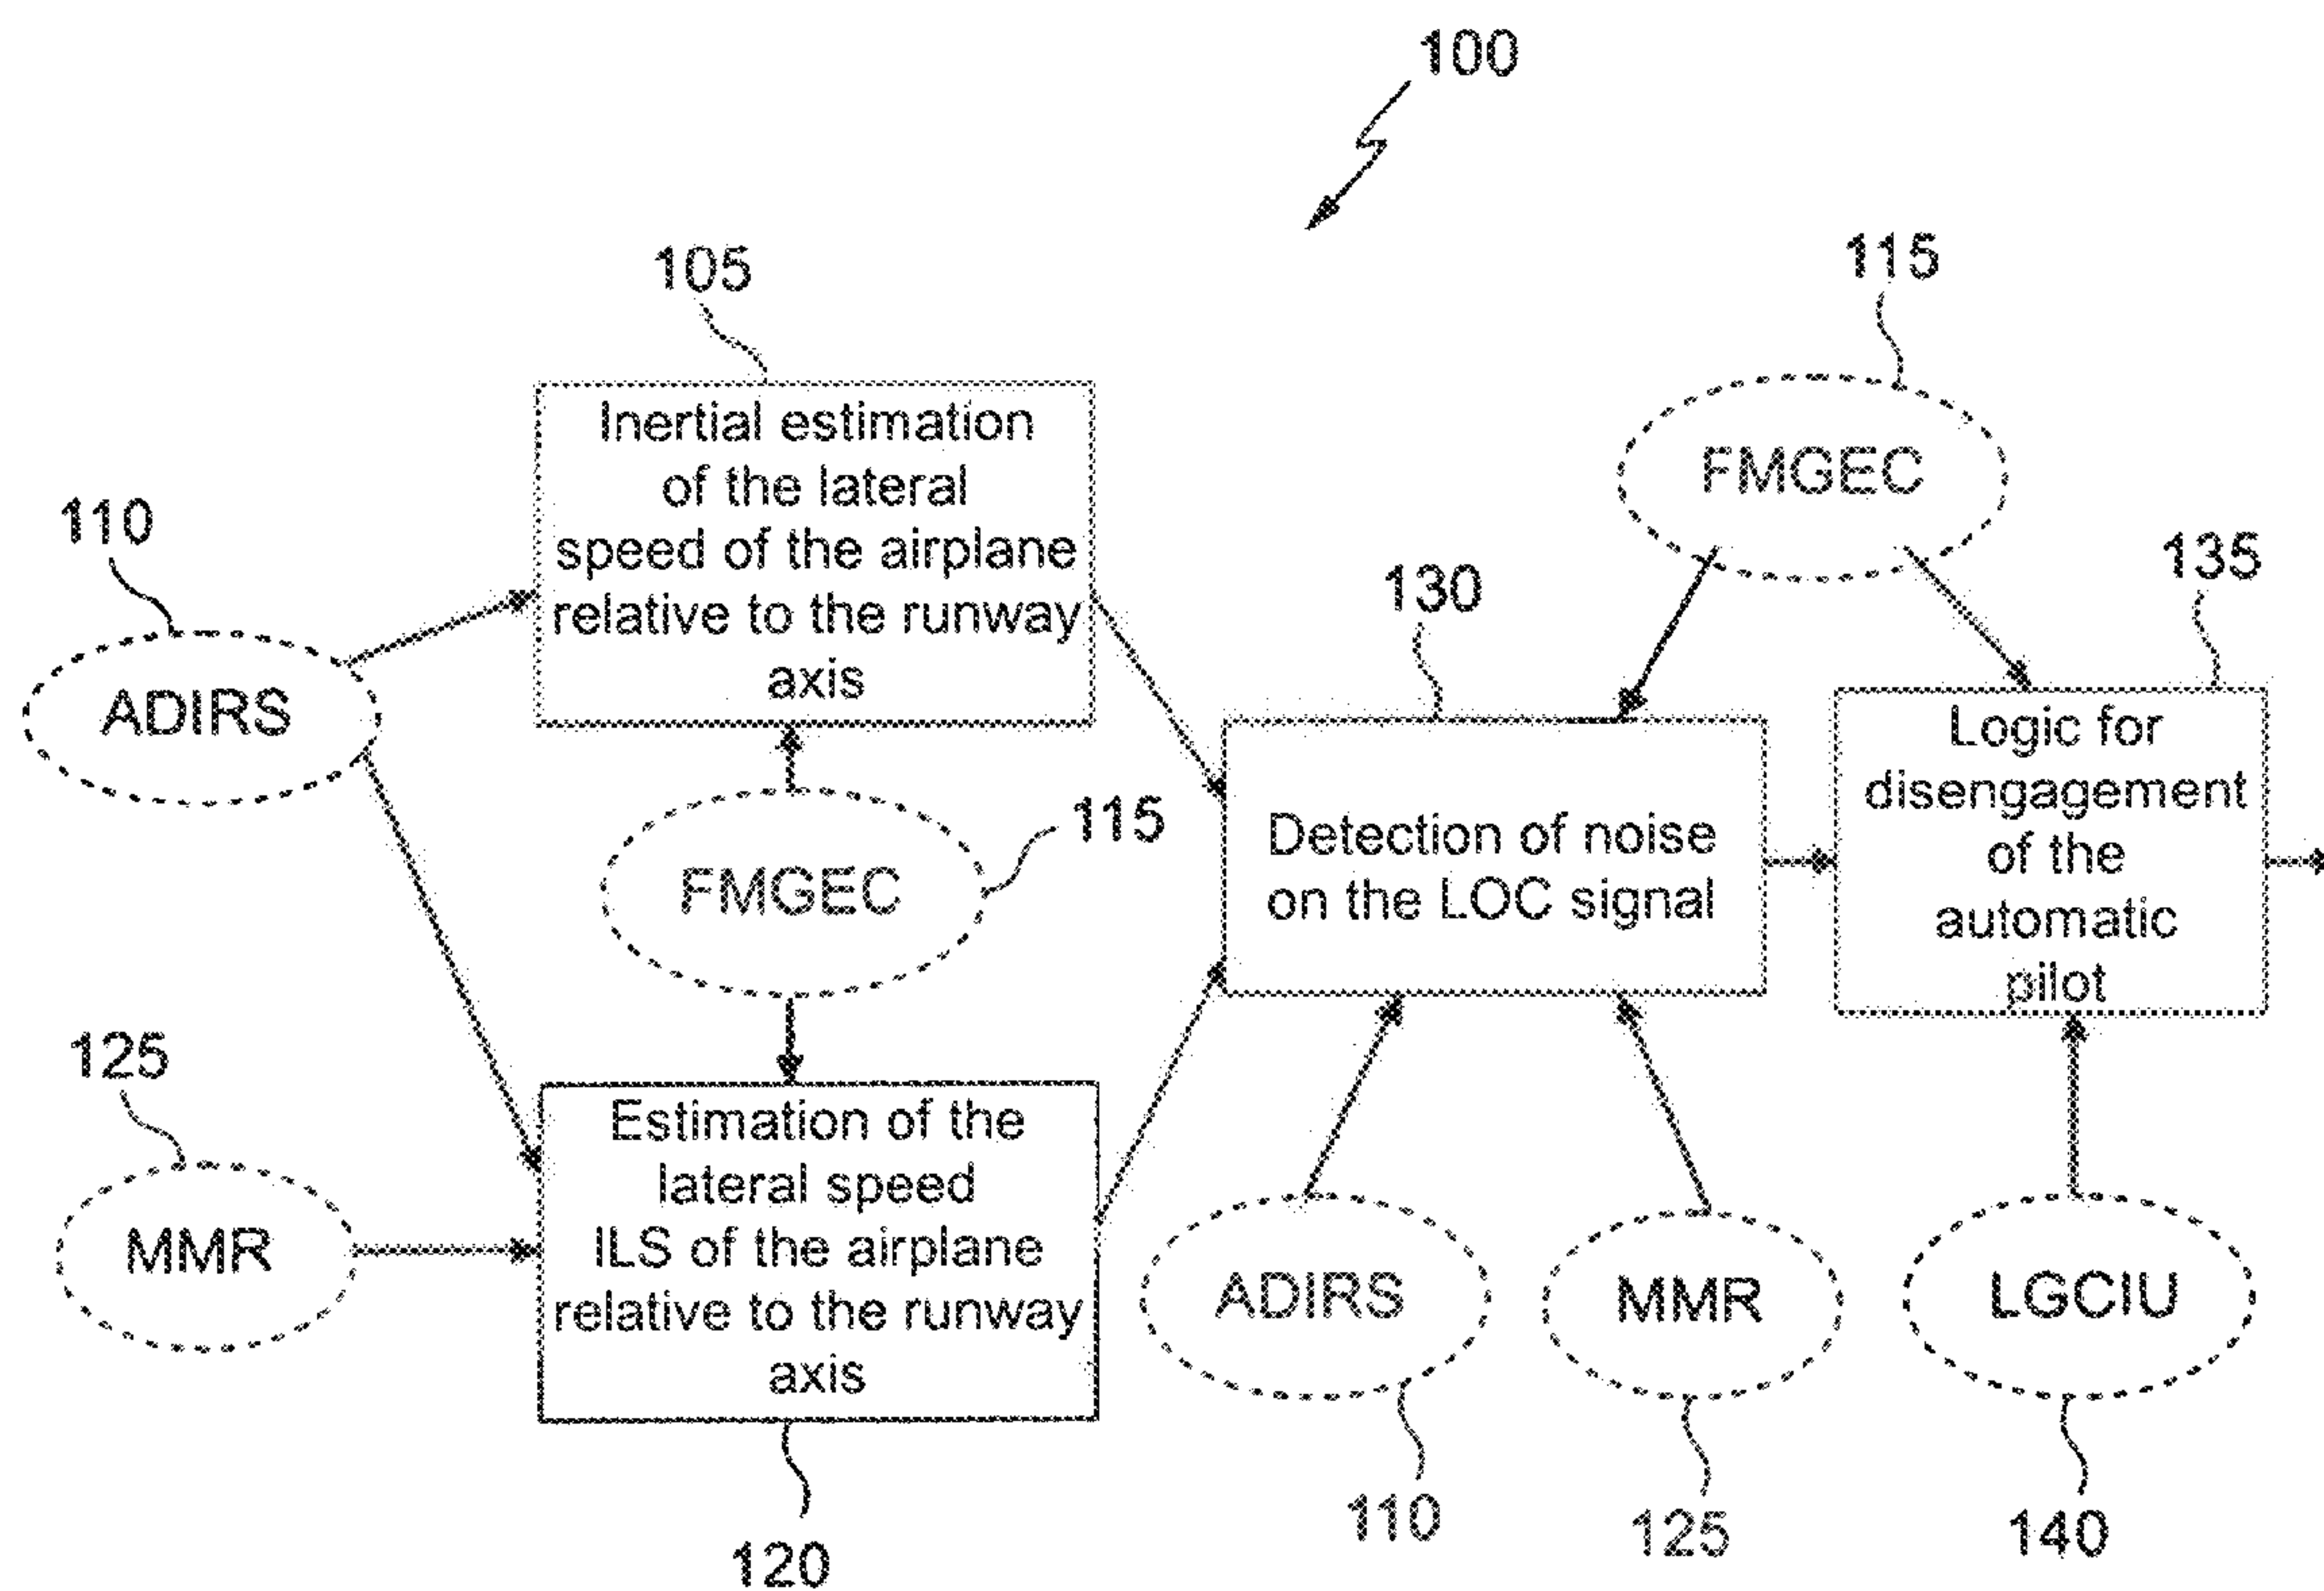 100
105
115
Inertial estimation
of the lateral
speed of the airplane
relative to the runway
axis
110
ADIRS
FMGEC
130
135
FMGEC
115
Detection of noise
on the LOC signal
Logic for
disengagement
of the
automatic
pilot
125
MMR
Estimation of the
lateral speed
ILS of the airplane
relative to the runway
axis
ADIRS
MMR
LGCIU
120
110
125
140